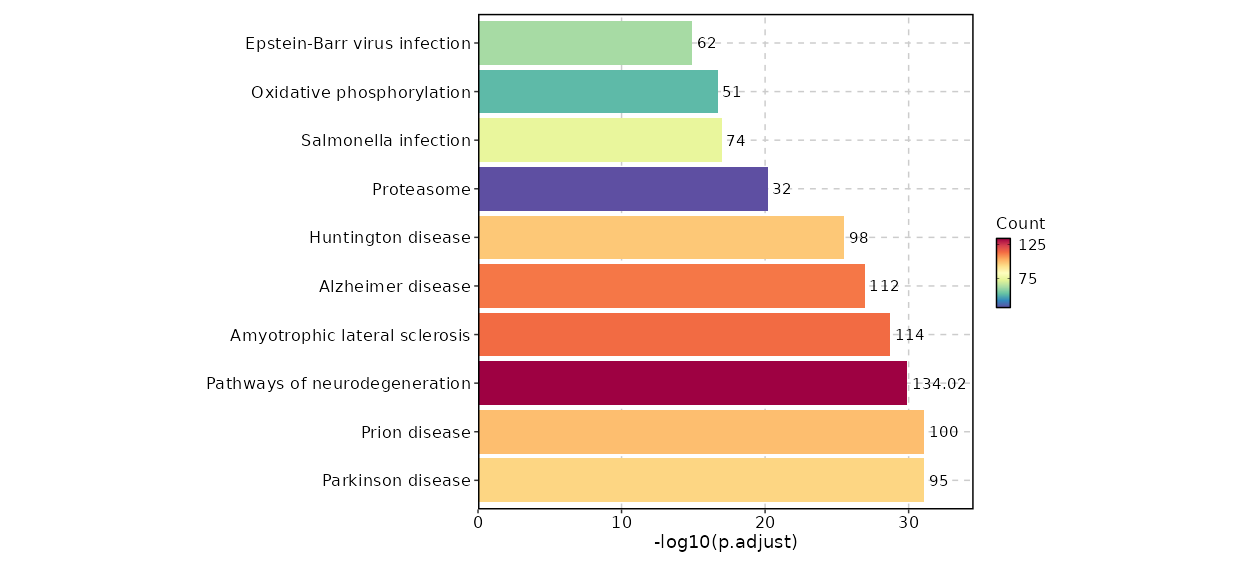 Epstein-Barr virus infection 62
Oxidative phosphorylation 51
Salmonella infection 74
Proteasome 32
Huntington disease 98
Alzheimer disease 112
Amyotrophic lateral sclerosis 114
Pathways of neurodegeneration 134.02
Prion disease 100
Parkinson disease 95
0 10 20 30
-log10(p.adjust)
Count
125
75